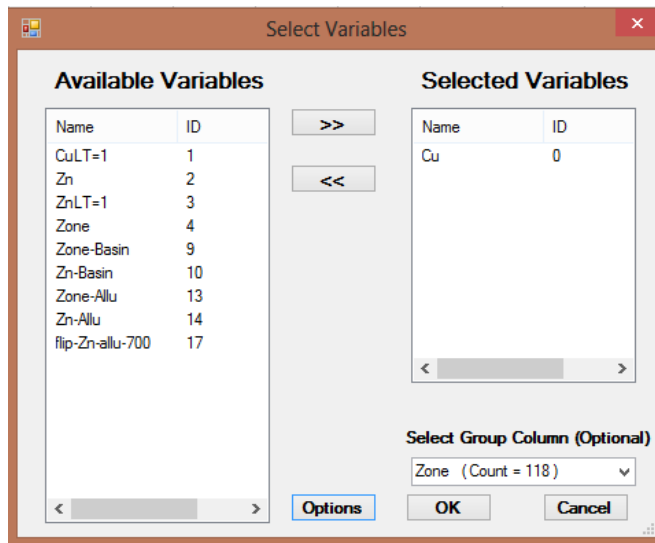 Select Variables
Available Variables
Name ID
CuLT=1 1
Zn 2
ZnLT=1 3
Zone 4
Zone-Basin 9
Zn-Basin 10
Zone-Allu 13
Zn-Allu 14
flip-Zn-allu-700 17
>>
<<
Selected Variables
Name ID
Cu 0
Select Group Column (Optional)
Zone ( Count = 118 )
Options OK Cancel